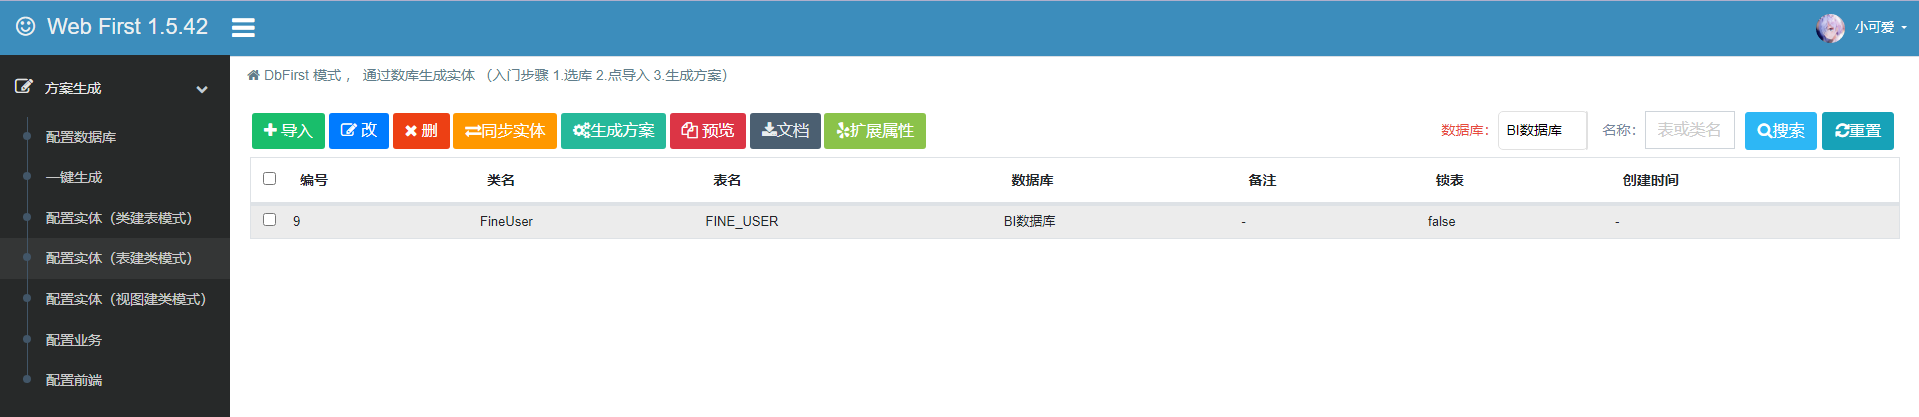 Web First 1.5.42
小可爱
方案生成
配置数据库
一键生成
配置实体（类建表模式）
配置实体（表建类模式）
配置实体（视图建类模式）
配置业务
配置前端
DbFirst 模式 ， 通过数库生成实体 （入门步骤 1.选库 2.点导入 3.生成方案）
导入 改 删 同步实体 生成方案 预览 文档 扩展属性 数据库： BI数据库 名称： 表或类名 搜索 重置
编号 类名 表名 数据库 备注 锁表 创建时间
9 FineUser FINE_USER BI数据库 - false -